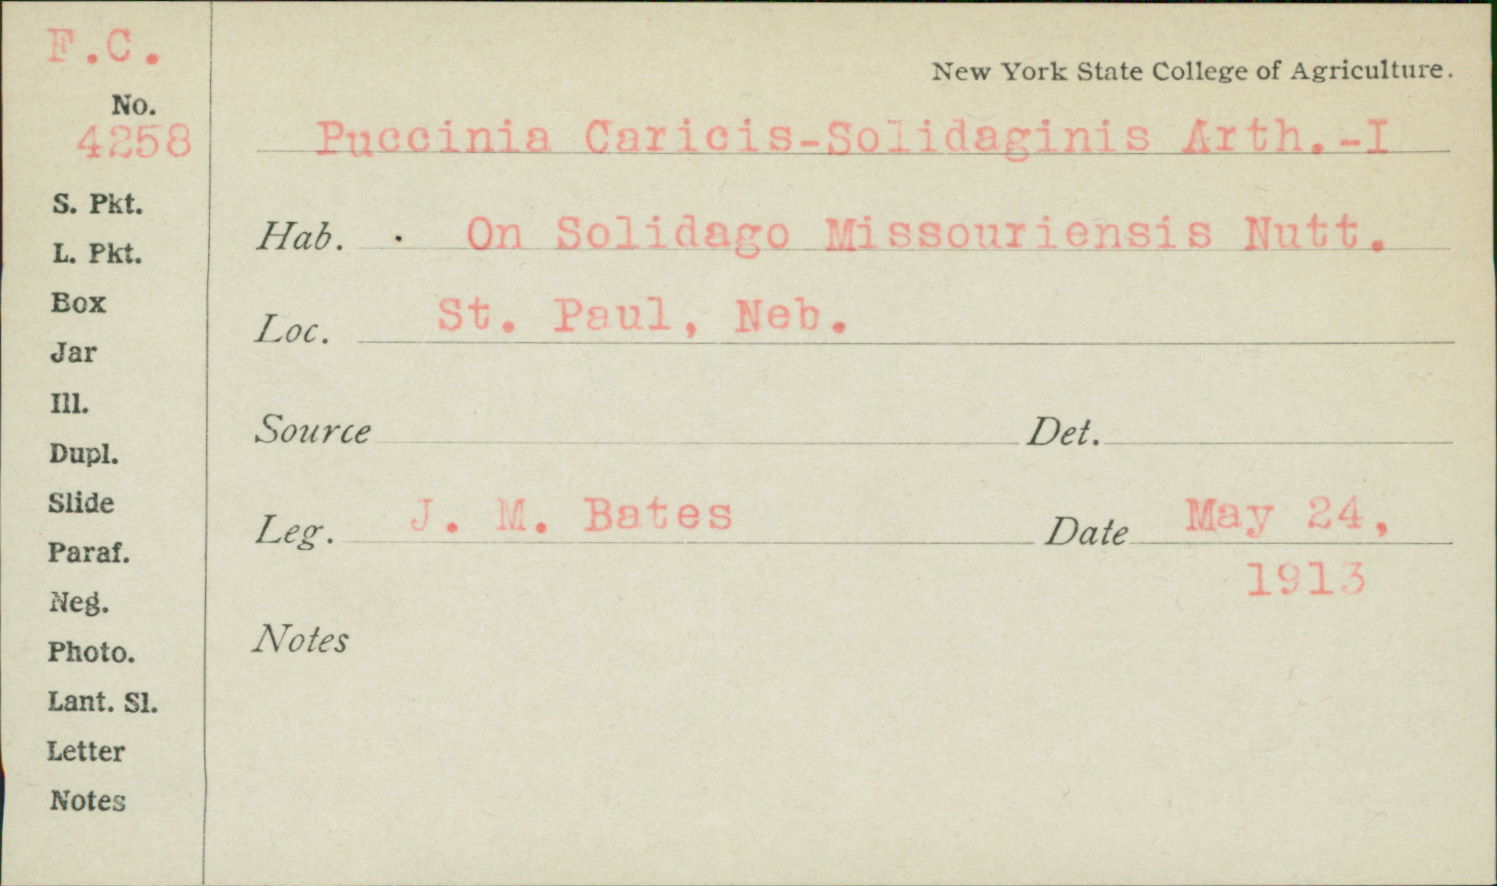 F.C.
New York State College of Agriculture.
No.
4258
Puccinia Caricis-Solidaginis Arth.-I
S. Pkt.
Hab. On Solidago Missouriensis Nutt.
L. Pkt.
Box
Loc. St. Paul, Neb.
Jar
Ill.
Source Det.
Dupl.
Slide
Leg. J. M. Bates Date May 24,
1913
Paraf.
Neg.
Notes
Photo.
Lant. Sl.
Letter
Notes